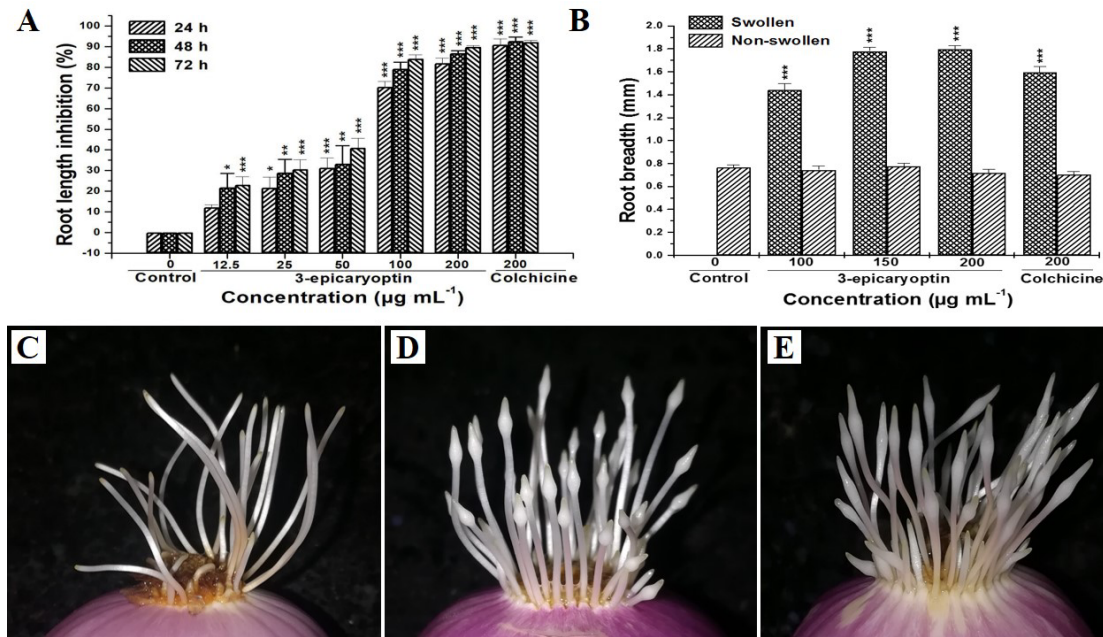 A
24 h
48 h
72 h
Root length inhibition (%)
100
90
80
70
60
50
40
30
20
10
0
-10
*
***
*
**
***
***
**
***
***
***
***
***
***
***
***
***
***
0
12.5
25
50
100
200
200
Control
3-epicaryoptin
Colchicine
Concentration (µg mL⁻¹)
B
Swollen
Non-swollen
Root breadth (mm)
2.0
1.8
1.6
1.4
1.2
1.0
0.8
0.6
0.4
0.2
0.0
***
***
***
***
0
100
150
200
200
Control
3-epicaryoptin
Colchicine
Concentration (µg mL⁻¹)
C
D
E